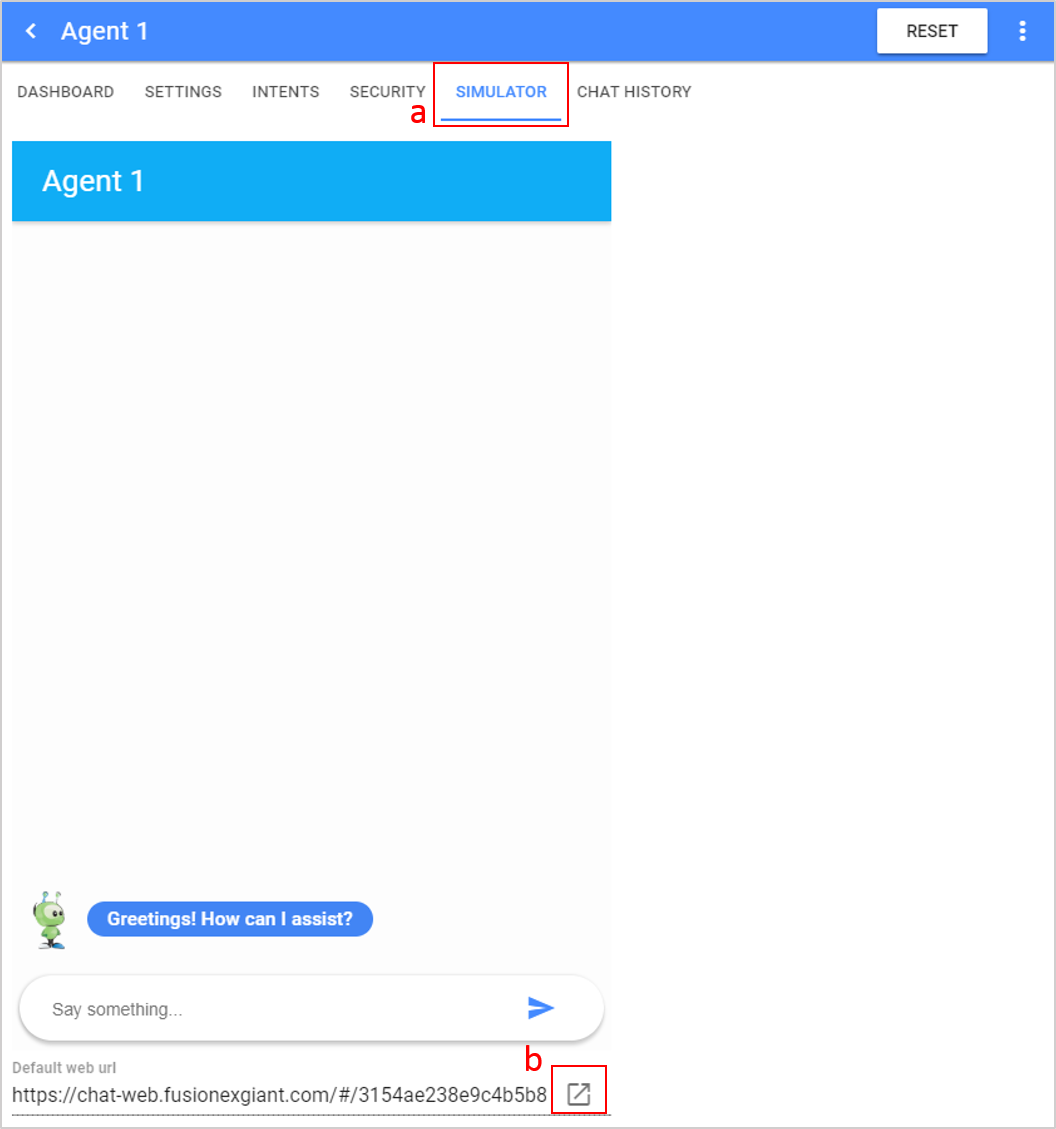 Agent 1 RESET
DASHBOARD SETTINGS INTENTS SECURITY SIMULATOR CHAT HISTORY
a
Agent 1
Greetings! How can I assist?
Say something...
b
Default web url
https://chat-web.fusionexgiant.com/#/3154ae238e9c4b5b8